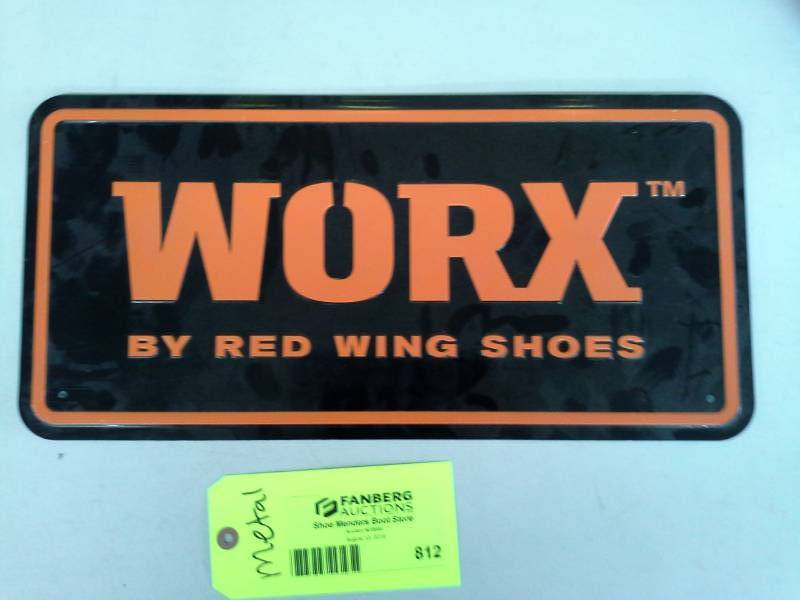 WORX™
BY RED WING SHOES
metal
FANBERG
AUCTIONS
Shoe Menders Boot Store
812